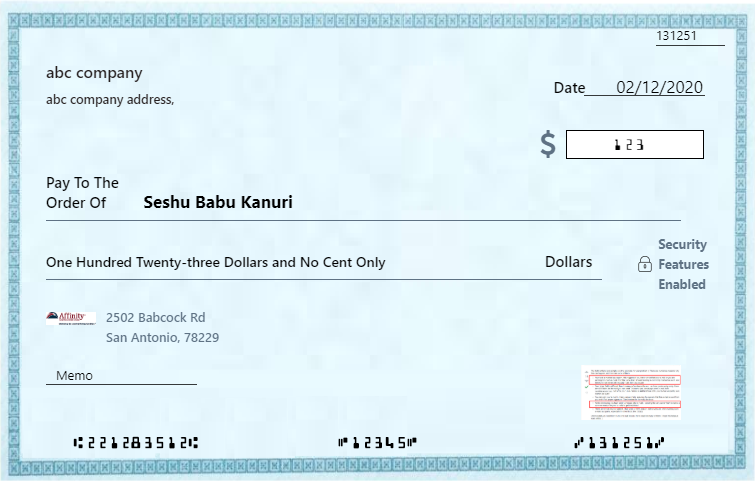 131251
abc company
Date 02/12/2020
abc company address,
$ 123
Pay To The
Order Of Seshu Babu Kanuri
One Hundred Twenty-three Dollars and No Cent Only Dollars
Security
Features
Enabled
Affinity
2502 Babcock Rd
San Antonio, 78229
Memo
⑆221283512⑆ ⑈12345⑈ ⑇131251⑇